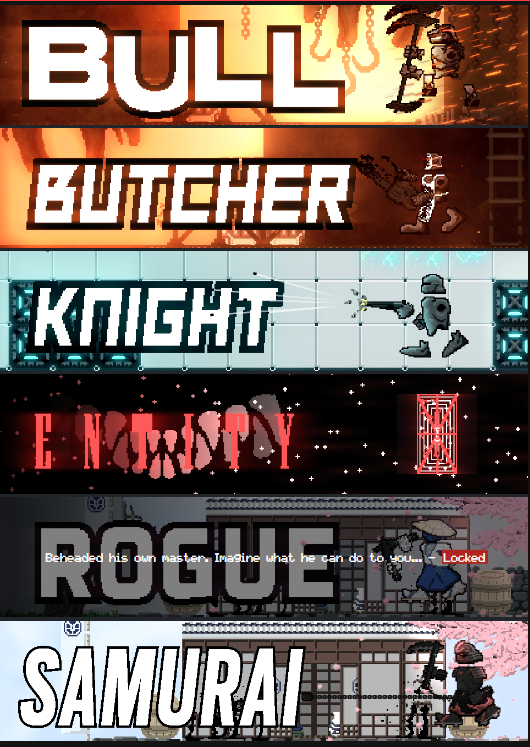 BULL
BUTCHER
KNIGHT
ENTITY
ROGUE
Beheaded his own master. Imagine what he can do to you... - Locked
SAMURAI